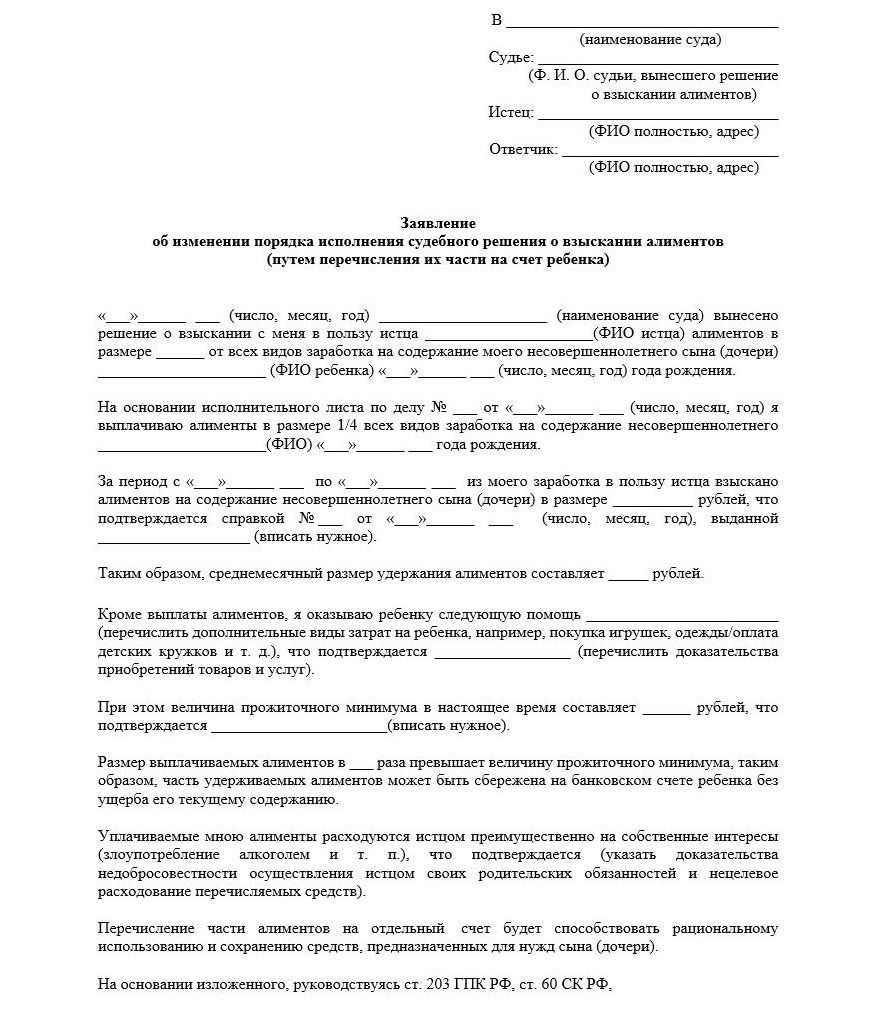 В ______________________________
(наименование суда)
Судье: ______________________________
(Ф. И. О. судьи, вынесшего решение
о взыскании алиментов)
Истец: ______________________________
(ФИО полностью, адрес)
Ответчик: ___________________________
(ФИО полностью, адрес)
Заявление
об изменении порядка исполнения судебного решения о взыскании алиментов
(путем перечисления их части на счет ребенка)
«___»______ ___ (число, месяц, год) _____________________ (наименование суда) вынесено
решение о взыскании с меня в пользу истца _____________________(ФИО истца) алиментов в
размере ______ от всех видов заработка на содержание моего несовершеннолетнего сына (дочери)
_____________________ (ФИО ребенка) «___»______ ___ (число, месяц, год) года рождения.
На основании исполнительного листа по делу № ___ от «___»______ ___ (число, месяц, год) я
выплачиваю алименты в размере 1/4 всех видов заработка на содержание несовершеннолетнего
_____________________(ФИО) «___»______ ___ года рождения.
За период с «___»______ ___ по «___»______ ___ из моего заработка в пользу истца взыскано
алиментов на содержание несовершеннолетнего сына (дочери) в размере __________ рублей, что
подтверждается справкой №___ от «___»______ ___ (число, месяц, год), выданной
___________________ (вписать нужное).
Таким образом, среднемесячный размер удержания алиментов составляет _____ рублей.
Кроме выплаты алиментов, я оказываю ребенку следующую помощь ________________________
(перечислить дополнительные виды затрат на ребенка, например, покупка игрушек, одежды/оплата
детских кружков и т. д.), что подтверждается _________________ (перечислить доказательства
приобретений товаров и услуг).
При этом величина прожиточного минимума в настоящее время составляет ______ рублей, что
подтверждается ______________________(вписать нужное).
Размер выплачиваемых алиментов в ___ раза превышает величину прожиточного минимума, таким
образом, часть удерживаемых алиментов может быть сбережена на банковском счете ребенка без
ущерба его текущему содержанию.
Уплачиваемые мною алименты расходуются истцом преимущественно на собственные интересы
(злоупотребление алкоголем и т. п.), что подтверждается (указать доказательства
недобросовестности осуществления истцом своих родительских обязанностей и нецелевое
расходование перечисляемых средств).
Перечисление части алиментов на отдельный счет будет способствовать рациональному
использованию и сохранению средств, предназначенных для нужд сына (дочери).
На основании изложенного, руководствуясь ст. 203 ГПК РФ, ст. 60 СК РФ,